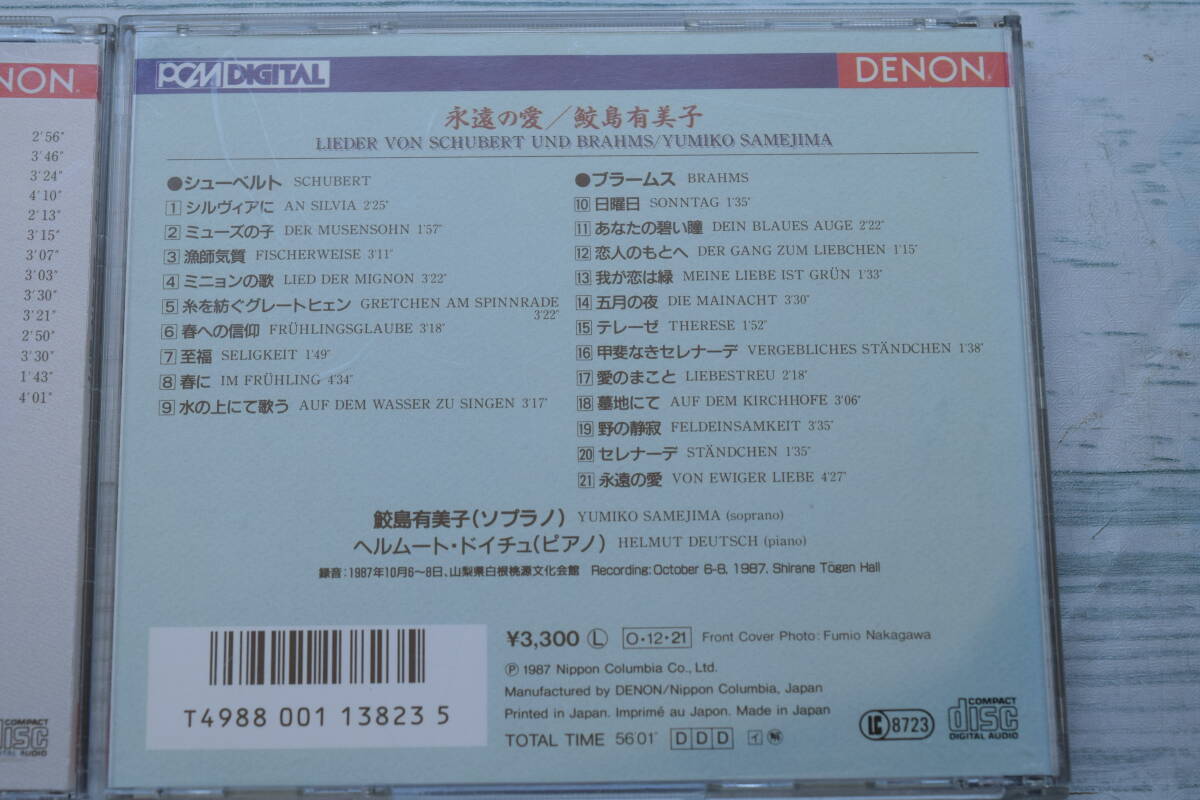 NON.
2'56"
3'46"
3'24"
4'10"
2'13"
3'15"
3'07"
3'03"
3'30"
3'21"
2'50"
3'30"
1'43"
4'01"
COMPACT
disc
DIGITAL AUDIO
PCM DIGITAL
DENON.
永遠の愛／鮫島有美子
LIEDER VON SCHUBERT UND BRAHMS/YUMIKO SAMEJIMA
●シューベルト SCHUBERT
1 シルヴィアに AN SILVIA 2'25"
2 ミューズの子 DER MUSENSOHN 1'57"
3 漁師気質 FISCHERWEISE 3'11"
4 ミニョンの歌 LIED DER MIGNON 3'22"
5 糸を紡ぐグレートヒェン GRETCHEN AM SPINNRADE
3'22"
6 春への信仰 FRÜHLINGSGLAUBE 3'18"
7 至福 SELIGKEIT 1'49"
8 春に IM FRÜHLING 4'34"
9 水の上にて歌う AUF DEM WASSER ZU SINGEN 3'17"
●ブラームス BRAHMS
10 日曜日 SONNTAG 1'35"
11 あなたの碧い瞳 DEIN BLAUES AUGE 2'22"
12 恋人のもとへ DER GANG ZUM LIEBCHEN 1'15"
13 我が恋は緑 MEINE LIEBE IST GRÜN 1'33"
14 五月の夜 DIE MAINACHT 3'30"
15 テレーゼ THERESE 1'52"
16 甲斐なきセレナーデ VERGEBLICHES STÄNDCHEN 1'38"
17 愛のまこと LIEBESTREU 2'18"
18 墓地にて AUF DEM KIRCHHOFE 3'06"
19 野の静寂 FELDEINSAMKEIT 3'35"
20 セレナーデ STÄNDCHEN 1'35"
21 永遠の愛 VON EWIGER LIEBE 4'27"
鮫島有美子(ソプラノ) YUMIKO SAMEJIMA (soprano)
ヘルムート・ドイチュ(ピアノ) HELMUT DEUTSCH (piano)
録音:1987年10月6〜8日、山梨県白根桃源文化会館 Recording: October 6-8, 1987, Shirane Tōgen Hall
T4988 001 13823 5
¥3,300 Ⓛ O・12・21 Front Cover Photo: Fumio Nakagawa
Ⓟ 1987 Nippon Columbia Co., Ltd.
Manufactured by DENON/Nippon Columbia, Japan
Printed in Japan. Imprimé au Japon. Made in Japan
TOTAL TIME 56'01" DDD
LC 8723
COMPACT
disc
DIGITAL AUDIO